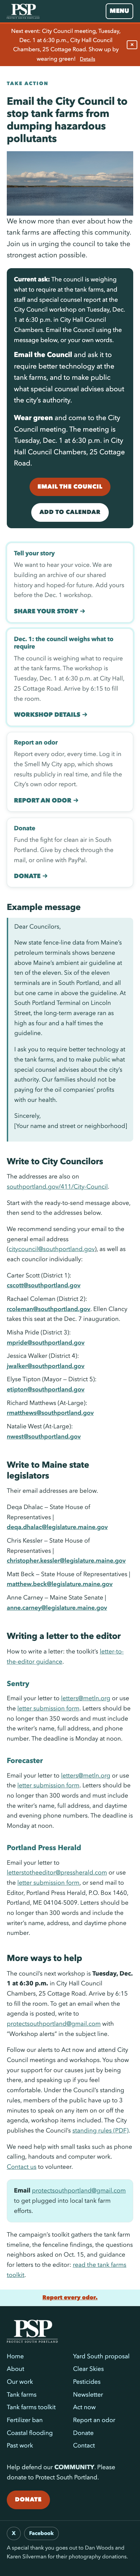 PSP
PROTECT SOUTH PORTLAND
MENU
Next event: City Council meeting, Tuesday,
Dec. 1 at 6:30 p.m., City Hall Council
Chambers, 25 Cottage Road. Show up by
wearing green! Details
×
TAKE ACTION
Email the City Council to
stop tank farms from
dumping hazardous
pollutants
We know more than ever about how the
tank farms are affecting our community.
Join us in urging the council to take the
strongest action possible.
Current ask: The council is weighing
what to require at the tank farms, and
staff and special counsel report at the
City Council workshop on Tuesday, Dec.
1 at 6:30 p.m. in City Hall Council
Chambers. Email the Council using the
message below, or your own words.
Email the Council and ask it to
require better technology at the
tank farms, and to make public
what special counsel advises about
the city's authority.
Wear green and come to the City
Council meeting. The meeting is
Tuesday, Dec. 1 at 6:30 p.m. in City
Hall Council Chambers, 25 Cottage
Road.
EMAIL THE COUNCIL
ADD TO CALENDAR
Tell your story
We want to hear your voice. We are
building an archive of our shared
history and hopes for the future. Add yours
before the Dec. 1 workshop.
SHARE YOUR STORY →
Dec. 1: the council weighs what to
require
The council is weighing what to require
at the tank farms. The workshop is
Tuesday, Dec. 1 at 6:30 p.m., City Hall,
25 Cottage Road. Arrive by 6:15 to fill
the room.
WORKSHOP DETAILS →
Report an odor
Report every odor, every time. Log it in
the Smell My City app, which shows
results publicly in real time, and file the
City's own odor report.
REPORT AN ODOR →
Donate
Fund the fight for clean air in South
Portland. Give by check through the
mail, or online with PayPal.
DONATE →
Example message
Dear Councilors,
New state fence-line data from Maine's
petroleum terminals shows benzene
above Maine's ambient air guideline at
ten of the eleven. Six of the eleven
terminals are in South Portland, and all
but one came in above the guideline. At
South Portland Terminal on Lincoln
Street, the long-term average ran as
high as four and a half times the
guideline.
I ask you to require better technology at
the tank farms, and to make public what
special counsel advises about the city's
authority. Our families should not be
paying for the oil companies' profits
with our health.
Sincerely,
[Your name and street or neighborhood]
Write to City Councilors
The addresses are also on
southportland.gov/411/City-Council.
Start with the ready-to-send message above,
then send to the addresses below.
We recommend sending your email to the
general email address
(citycouncil@southportland.gov), as well as
each councilor individually:
Carter Scott (District 1):
cscott@southportland.gov
Rachael Coleman (District 2):
rcoleman@southportland.gov. Ellen Clancy
takes this seat at the Dec. 7 inauguration.
Misha Pride (District 3):
mpride@southportland.gov
Jessica Walker (District 4):
jwalker@southportland.gov
Elyse Tipton (Mayor – District 5):
etipton@southportland.gov
Richard Matthews (At-Large):
rmatthews@southportland.gov
Natalie West (At-Large):
nwest@southportland.gov
Write to Maine state
legislators
Their email addresses are below.
Deqa Dhalac – State House of
Representatives |
deqa.dhalac@legislature.maine.gov
Chris Kessler – State House of
Representatives |
christopher.kessler@legislature.maine.gov
Matt Beck – State House of Representatives |
matthew.beck@legislature.maine.gov
Anne Carney – Maine State Senate |
anne.carney@legislature.maine.gov
Writing a letter to the editor
How to write a letter: the toolkit's letter-to-
the-editor guidance.
Sentry
Email your letter to letters@metln.org or use
the letter submission form. Letters should be
no longer than 350 words and include
the writer's name, full address and phone
number. The deadline is Monday at noon.
Forecaster
Email your letter to letters@metln.org or use
the letter submission form. Letters should be
no longer than 300 words and must include
the writer's name, full address, and daytime
and evening phone numbers. The deadline is
Monday at noon.
Portland Press Herald
Email your letter to
letterstotheeditor@pressherald.com or use
the letter submission form, or send mail to
Editor, Portland Press Herald, P.O. Box 1460,
Portland, ME 04104-5009. Letters should be
no longer than 300 words and include the
writer's name, address, and daytime phone
number.
More ways to help
The council's next workshop is Tuesday, Dec.
1 at 6:30 p.m. in City Hall Council
Chambers, 25 Cottage Road. Arrive by 6:15
to fill the room. To get an email when the
agenda is posted, write to
protectsouthportland@gmail.com with
"Workshop alerts" in the subject line.
Follow our alerts to Act now and attend City
Council meetings and workshops. You show
your support for our cause just by being
there, and by speaking up if you feel
comfortable. Under the Council's sitting
rules, members of the public have up to
three minutes to comment on any one item
on a voting agenda, or on an item off the
agenda, workshop items included. The City
publishes the Council's standing rules (PDF).
We need help with small tasks such as phone
calling, handouts and computer work.
Contact us to volunteer.
Email protectsouthportland@gmail.com
to get plugged into local tank farm
efforts.
The campaign's toolkit gathers the tank farm
timeline, the fenceline findings, the questions
neighbors asked on Oct. 15, and guidance
for letters to the editor: read the tank farms
toolkit.
Report every odor.
PSP
PROTECT SOUTH PORTLAND
Home
About
Our work
Tank farms
Tank farms toolkit
Filterizer ban
Coastal flooding
Past work
Yard South proposal
Clear Skies
Pesticides
Newsletter
Act now
Report an odor
Donate
Contact
Help defend our COMMUNITY. Please
donate to Protect South Portland.
DONATE
X
Facebook
A special thank you goes out to Dan Woods and
Karen Silverman for their photography donations.